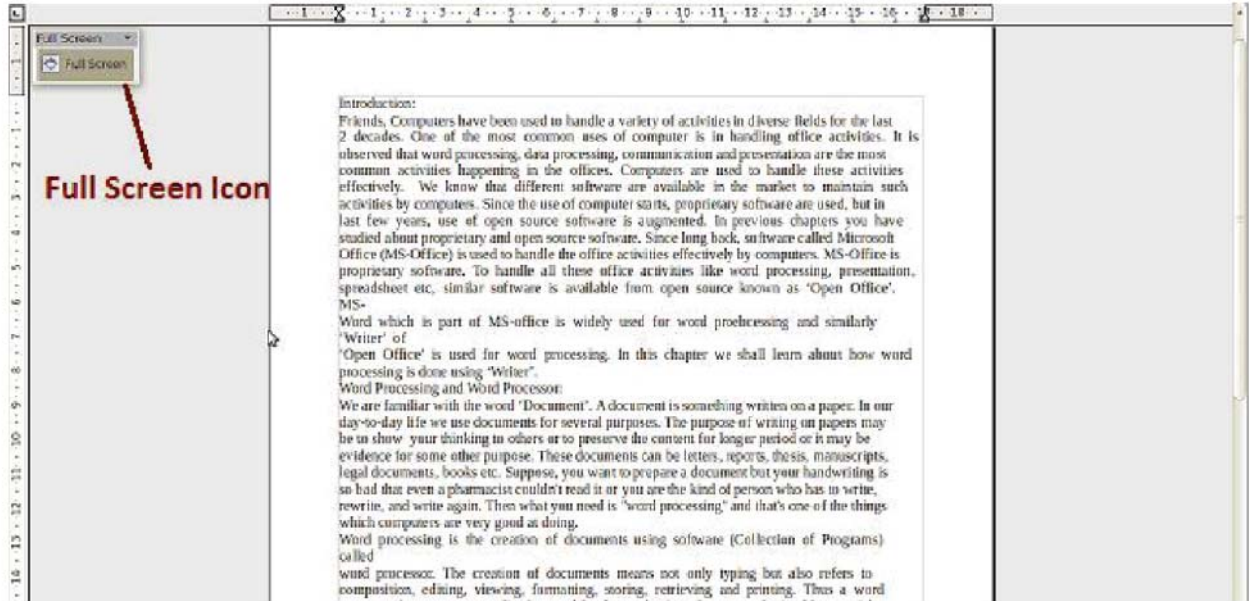 Full Screen
Full Screen
Full Screen Icon
Introduction:
Friends, Computers have been used to handle a variety of activities in diverse fields for the last
2 decades. One of the most common uses of computer is in handling office activities. It is
observed that word processing, data processing, communication and presentation are the most
common activities happening in the offices. Computers are used to handle these activities
effectively. We know that different software are available in the market to maintain such
activities by computers. Since the use of computer starts, proprietary software are used, but in
last few years, use of open source software is augmented. In previous chapters you have
studied about proprietary and open source software. Since long back, software called Microsoft
Office (MS-Office) is used to handle the office activities effectively by computers. MS-Office is
proprietary software. To handle all these office activities like word processing, presentation,
spreadsheet etc, similar software is available from open source known as 'Open Office'.
MS-
Word which is part of MS-office is widely used for word proehcessing and similarly
'Writer' of
'Open Office' is used for word processing. In this chapter we shall learn about how word
processing is done using "Writer".
Word Processing and Word Processor:
We are familiar with the word 'Document'. A document is something written on a paper. In our
day-to-day life we use documents for several purposes. The purpose of writing on papers may
be to show your thinking to others or to preserve the content for longer period or it may be
evidence for some other purpose. These documents can be letters, reports, thesis, manuscripts,
legal documents, books etc. Suppose, you want to prepare a document but your handwriting is
so bad that even a pharmacist couldn't read it or you are the kind of person who has to write,
rewrite, and write again. Then what you need is "word processing" and that's one of the things
which computers are very good at doing.
Word processing is the creation of documents using software (Collection of Programs)
called
word processor. The creation of documents means not only typing but also refers to
composition, editing, viewing, formatting, storing, retrieving and printing. Thus a word